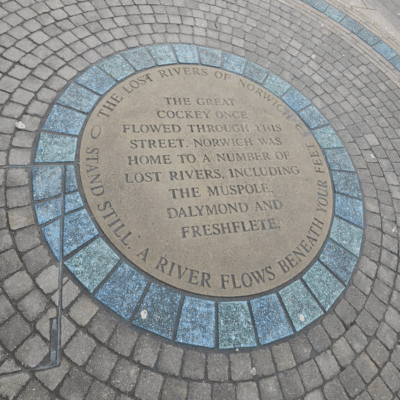 THE LOST RIVERS OF NORWICH
THE GREAT
COCKEY ONCE
FLOWED THROUGH THIS
STREET. NORWICH WAS
HOME TO A NUMBER OF
LOST RIVERS, INCLUDING
THE MUSPOLE,
DALYMOND AND
FRESHFLETE.
STAND STILL. A RIVER FLOWS BENEATH YOUR FEET